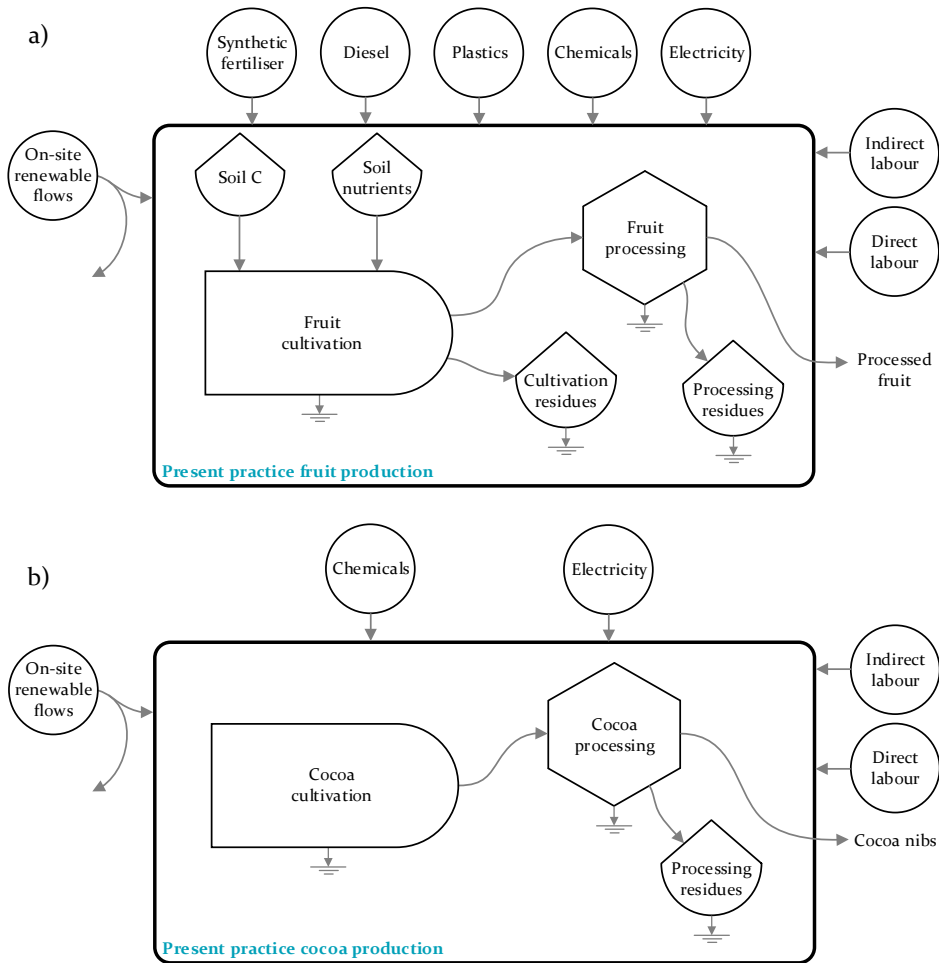 a)
Synthetic
fertiliser
Diesel
Plastics
Chemicals
Electricity
On-site
renewable
flows
Soil C
Soil
nutrients
Indirect
labour
Fruit
processing
Direct
labour
Fruit
cultivation
Processed
fruit
Cultivation
residues
Processing
residues
Present practice fruit production
b)
Chemicals
Electricity
On-site
renewable
flows
Indirect
labour
Cocoa
processing
Direct
labour
Cocoa
cultivation
Cocoa nibs
Processing
residues
Present practice cocoa production